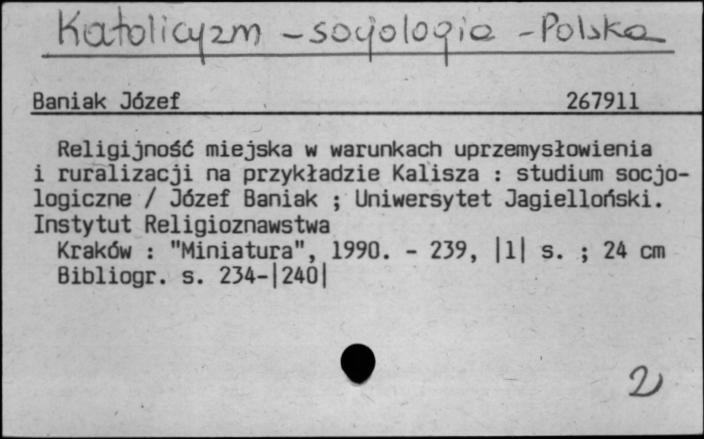 Katolicyzm - socjologia - Polska
Baniak Józef 267911
Religijność miejska w warunkach uprzemysłowienia
i ruralizacji na przykładzie Kalisza : studium socjo-
logiczne / Józef Baniak ; Uniwersytet Jagielloński.
Instytut Religioznawstwa
Kraków : "Miniatura", 1990. - 239, |1| s. ; 24 cm
Bibliogr. s. 234-|240|
2